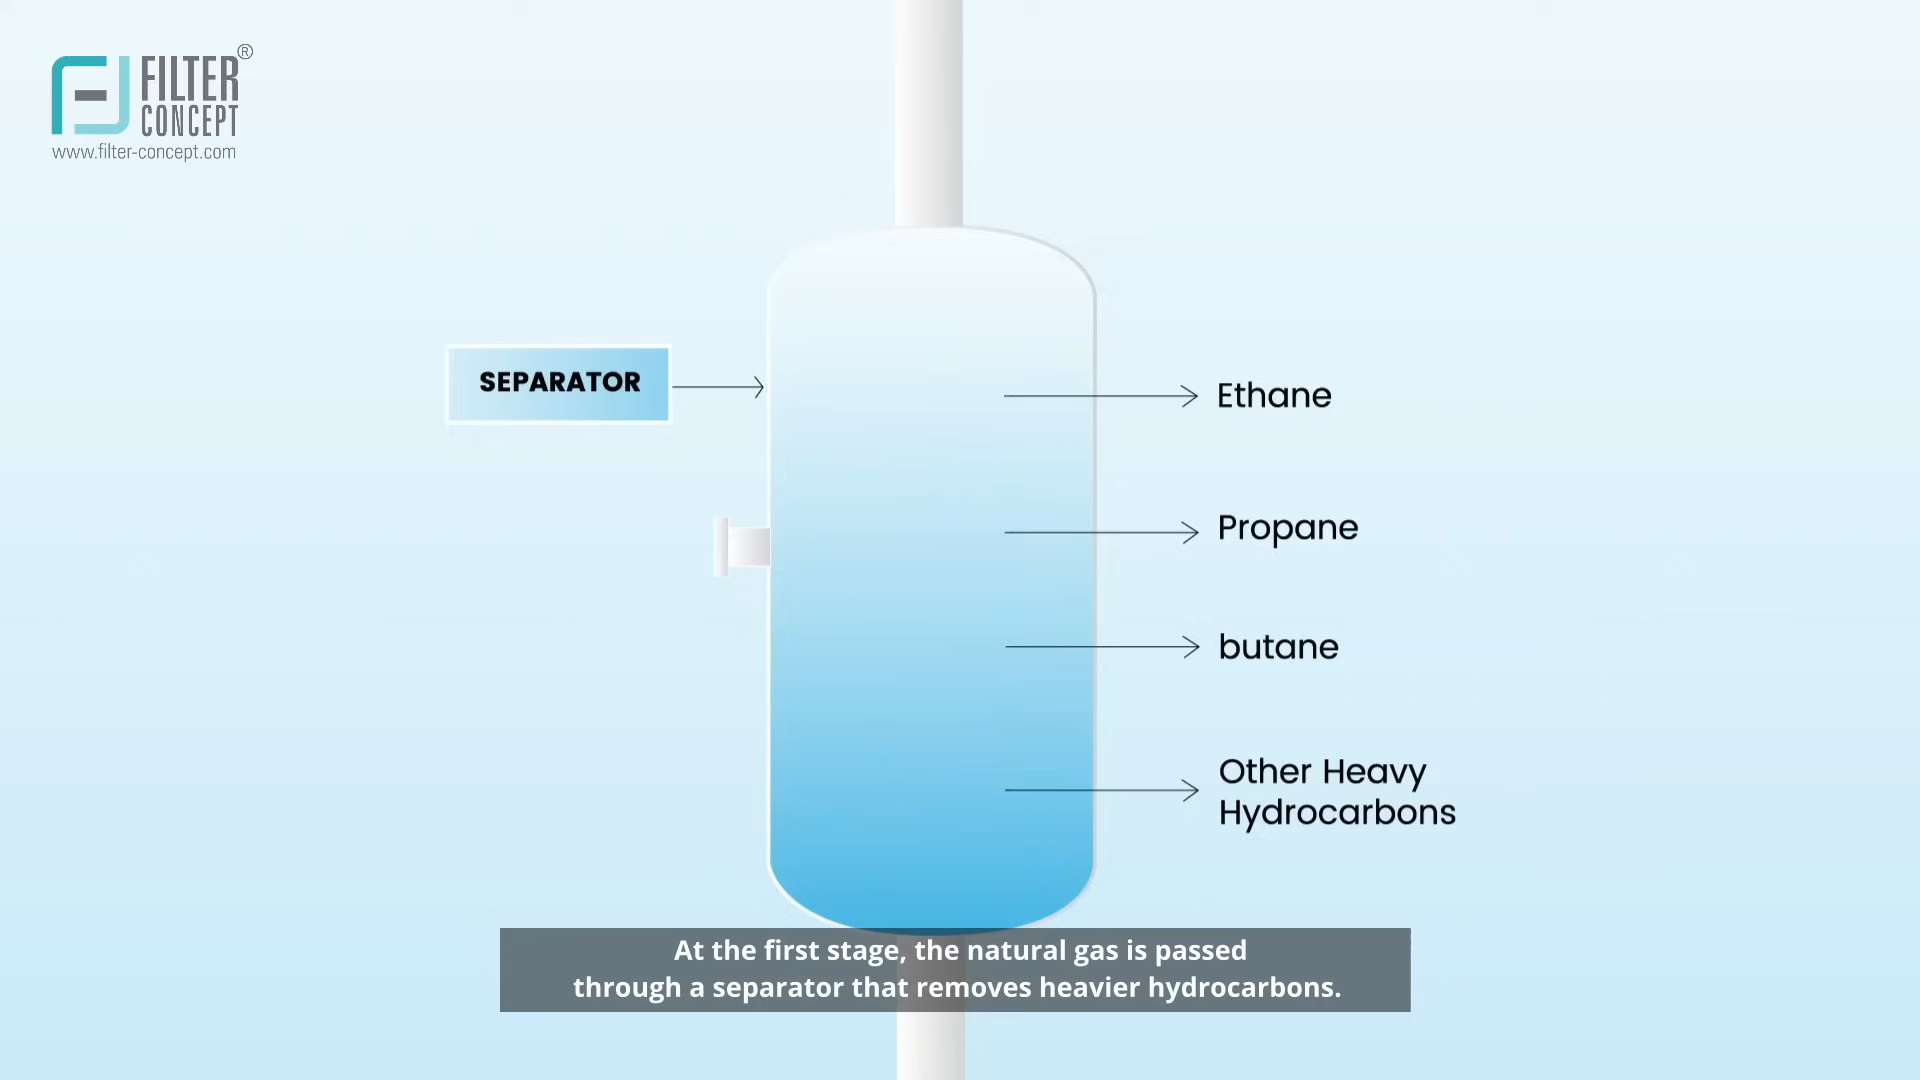 FILTER®
CONCEPT
www.filter-concept.com
SEPARATOR
Ethane
Propane
butane
Other Heavy
Hydrocarbons
At the first stage, the natural gas is passed
through a separator that removes heavier hydrocarbons.